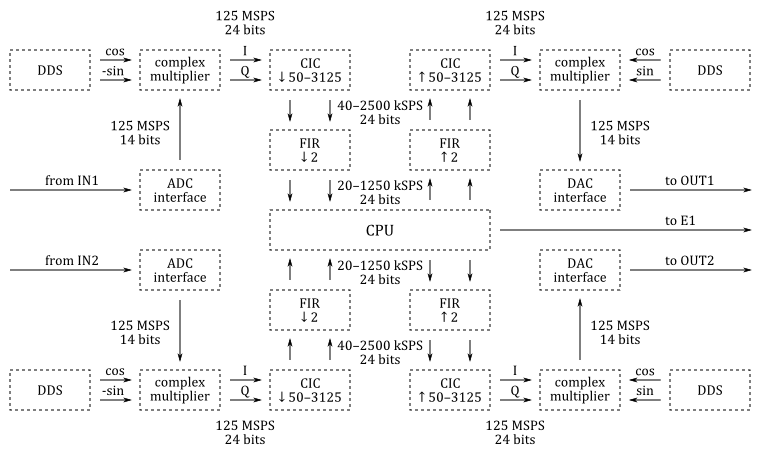 125 MSPS
24 bits
125 MSPS
24 bits
DDS
cos
-sin
complex
multiplier
I
Q
CIC
↓50–3125
CIC
↑50–3125
I
Q
complex
multiplier
cos
sin
DDS
40–2500 kSPS
24 bits
125 MSPS
14 bits
125 MSPS
14 bits
FIR
↓2
FIR
↑2
from IN1
ADC
interface
20–1250 kSPS
24 bits
DAC
interface
to OUT1
CPU
to E1
from IN2
ADC
interface
20–1250 kSPS
24 bits
DAC
interface
to OUT2
FIR
↓2
FIR
↑2
125 MSPS
14 bits
40–2500 kSPS
24 bits
125 MSPS
14 bits
DDS
cos
-sin
complex
multiplier
I
Q
CIC
↓50–3125
CIC
↑50–3125
I
Q
complex
multiplier
cos
sin
DDS
125 MSPS
24 bits
125 MSPS
24 bits